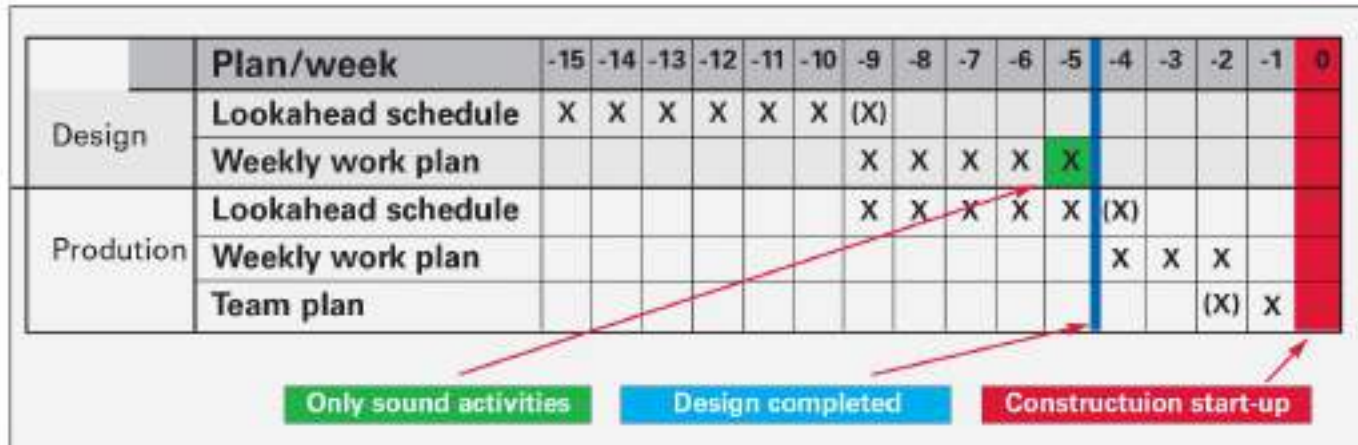 Plan/week -15 -14 -13 -12 -11 -10 -9 -8 -7 -6 -5 -4 -3 -2 -1 0
Design
Lookahead schedule X X X X X X (X)
Weekly work plan X X X X X
Prodution
Lookahead schedule X X X X X (X)
Weekly work plan X X X
Team plan (X) X
Only sound activities Design completed Constructuion start-up